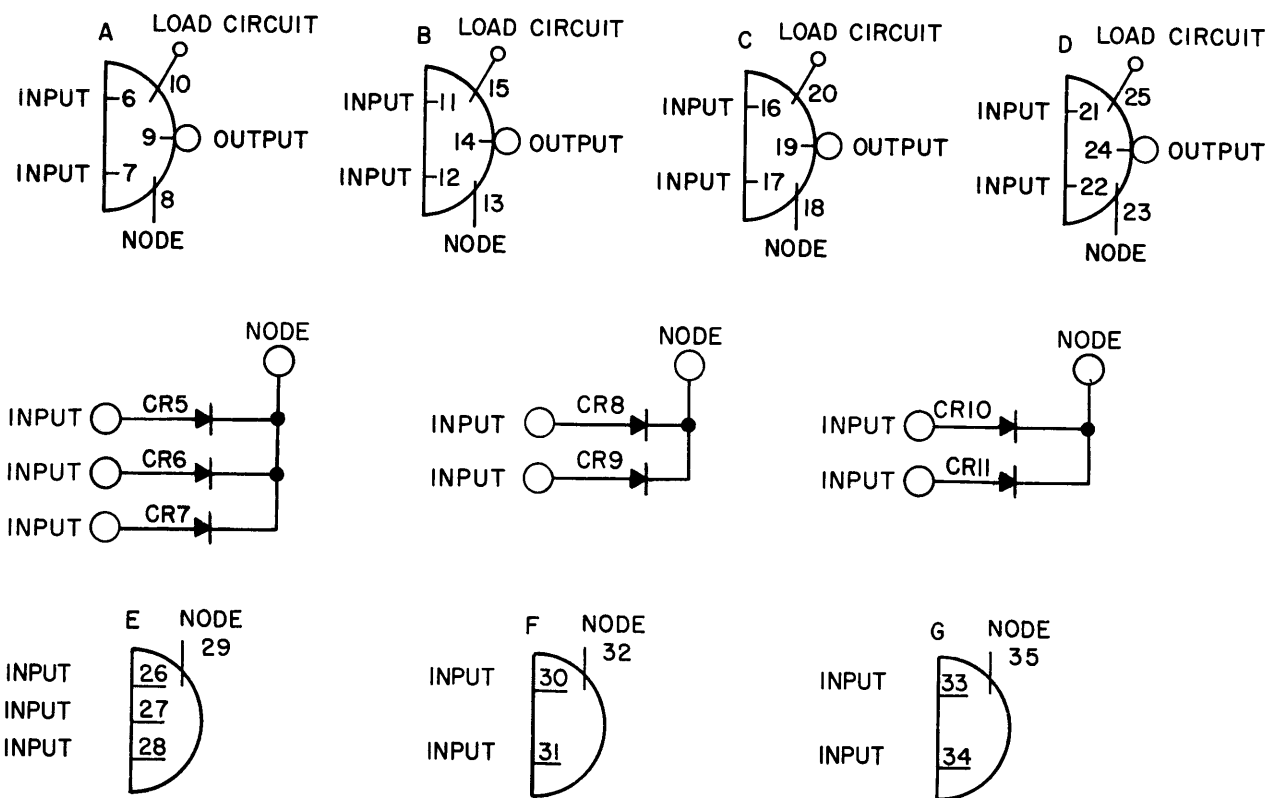 A LOAD CIRCUIT
INPUT 6 10
9 OUTPUT
INPUT 7
8
NODE
B LOAD CIRCUIT
INPUT 11 15
14 OUTPUT
INPUT 12
13
NODE
C LOAD CIRCUIT
INPUT 16 20
19 OUTPUT
INPUT 17
18
NODE
D LOAD CIRCUIT
INPUT 21 25
24 OUTPUT
INPUT 22
23
NODE
NODE
INPUT CR5
INPUT CR6
INPUT CR7
NODE
INPUT CR8
INPUT CR9
NODE
INPUT CR10
INPUT CR11
E NODE
29
INPUT 26
INPUT 27
INPUT 28
F NODE
32
INPUT 30
INPUT 31
G NODE
35
INPUT 33
INPUT 34